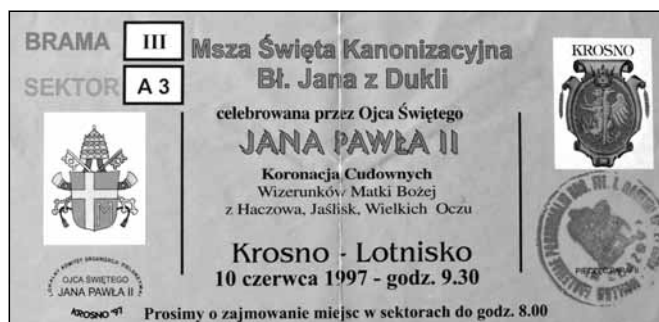 BRAMA III
SEKTOR A 3
Msza Święta Kanonizacyjna
Bł. Jana z Dukli
celebrowana przez Ojca Świętego
JANA PAWŁA II
Koronacja Cudownych
Wizerunków Matki Bożej
z Haczowa, Jaślisk, Wielkich Oczu
Krosno - Lotnisko
10 czerwca 1997 - godz. 9.30
Prosimy o zajmowanie miejsc w sektorach do godz. 8.00
KROSNO
OJCA ŚWIĘTEGO
JANA PAWŁA II
KROSNO '97